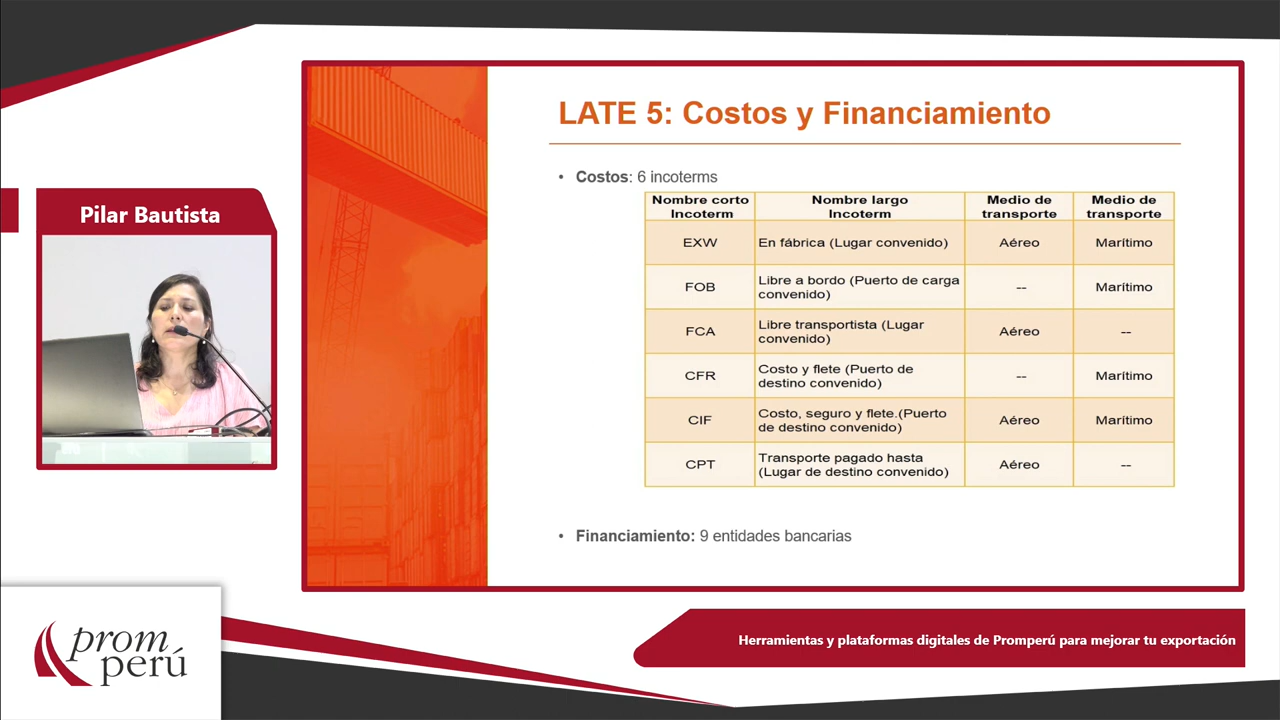 LATE 5: Costos y Financiamiento
• Costos: 6 incoterms
Nombre corto Incoterm | Nombre largo Incoterm | Medio de transporte | Medio de transporte
EXW | En fábrica (Lugar convenido) | Aéreo | Marítimo
FOB | Libre a bordo (Puerto de carga convenido) | -- | Marítimo
FCA | Libre transportista (Lugar convenido) | Aéreo | --
CFR | Costo y flete (Puerto de destino convenido) | -- | Marítimo
CIF | Costo, seguro y flete.(Puerto de destino convenido) | Aéreo | Marítimo
CPT | Transporte pagado hasta (Lugar de destino convenido) | Aéreo | --
• Financiamiento: 9 entidades bancarias
Pilar Bautista
prom
perú
Herramientas y plataformas digitales de Promperú para mejorar tu exportación